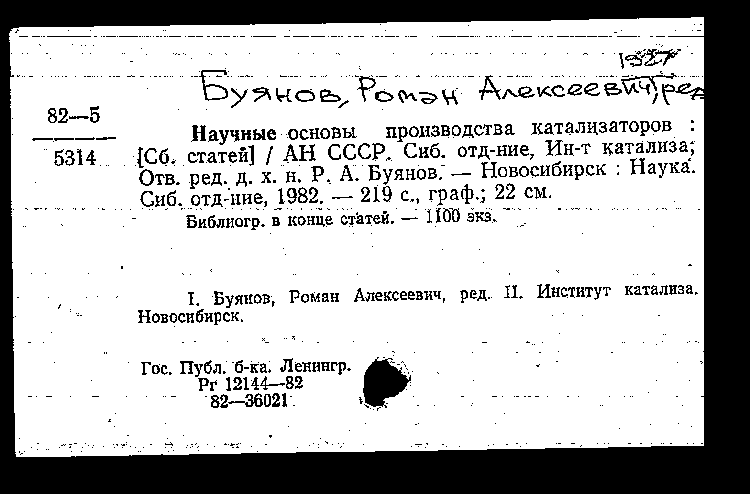 1927
Буянов, Роман Алексеевич, ред
82—5
5314
Научные основы производства катализаторов :
[Сб. статей] / АН СССР. Сиб. отд-ние, Ин-т катализа;
Отв. ред. д. х. н. Р. А. Буянов. — Новосибирск : Наука.
Сиб. отд-ние, 1982. — 219 с., граф.; 22 см.
Библиогр. в конце статей. — 1100 экз.
I. Буянов, Роман Алексеевич, ред. II. Институт катализа.
Новосибирск.
Гос. Публ. б-ка. Ленингр.
Pr 12144—82
82—36021